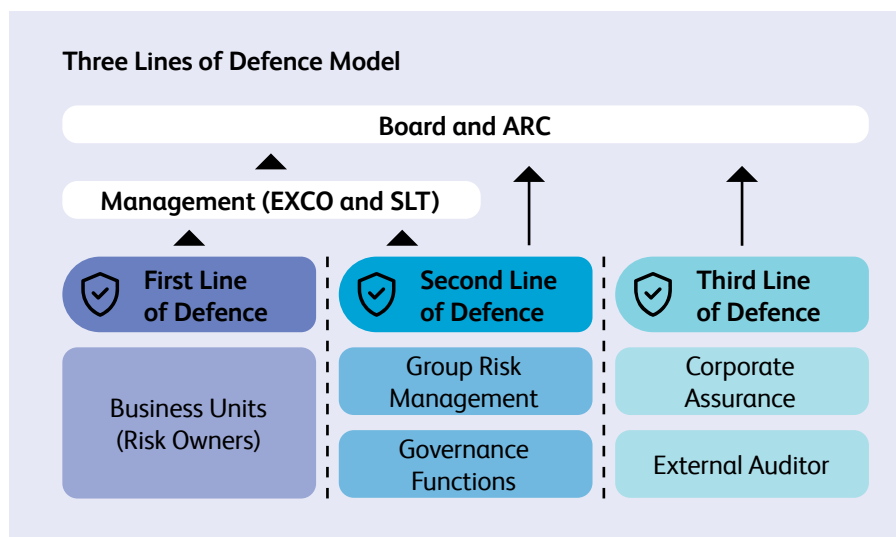 Three Lines of Defence Model
Board and ARC
Management (EXCO and SLT)
First Line
of Defence
Second Line
of Defence
Third Line
of Defence
Business Units
(Risk Owners)
Group Risk
Management
Governance
Functions
Corporate
Assurance
External Auditor